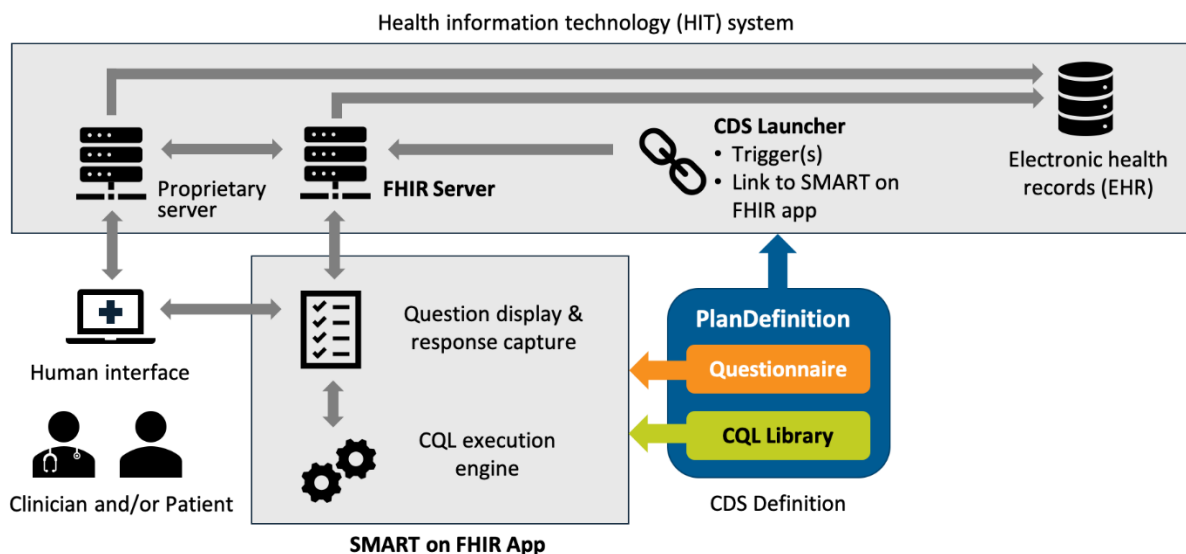 Health information technology (HIT) system
CDS Launcher
• Trigger(s)
• Link to SMART on
FHIR app
Proprietary
server
FHIR Server
Electronic health
records (EHR)
Human interface
Clinician and/or Patient
Question display &
response capture
CQL execution
engine
SMART on FHIR App
PlanDefinition
Questionnaire
CQL Library
CDS Definition